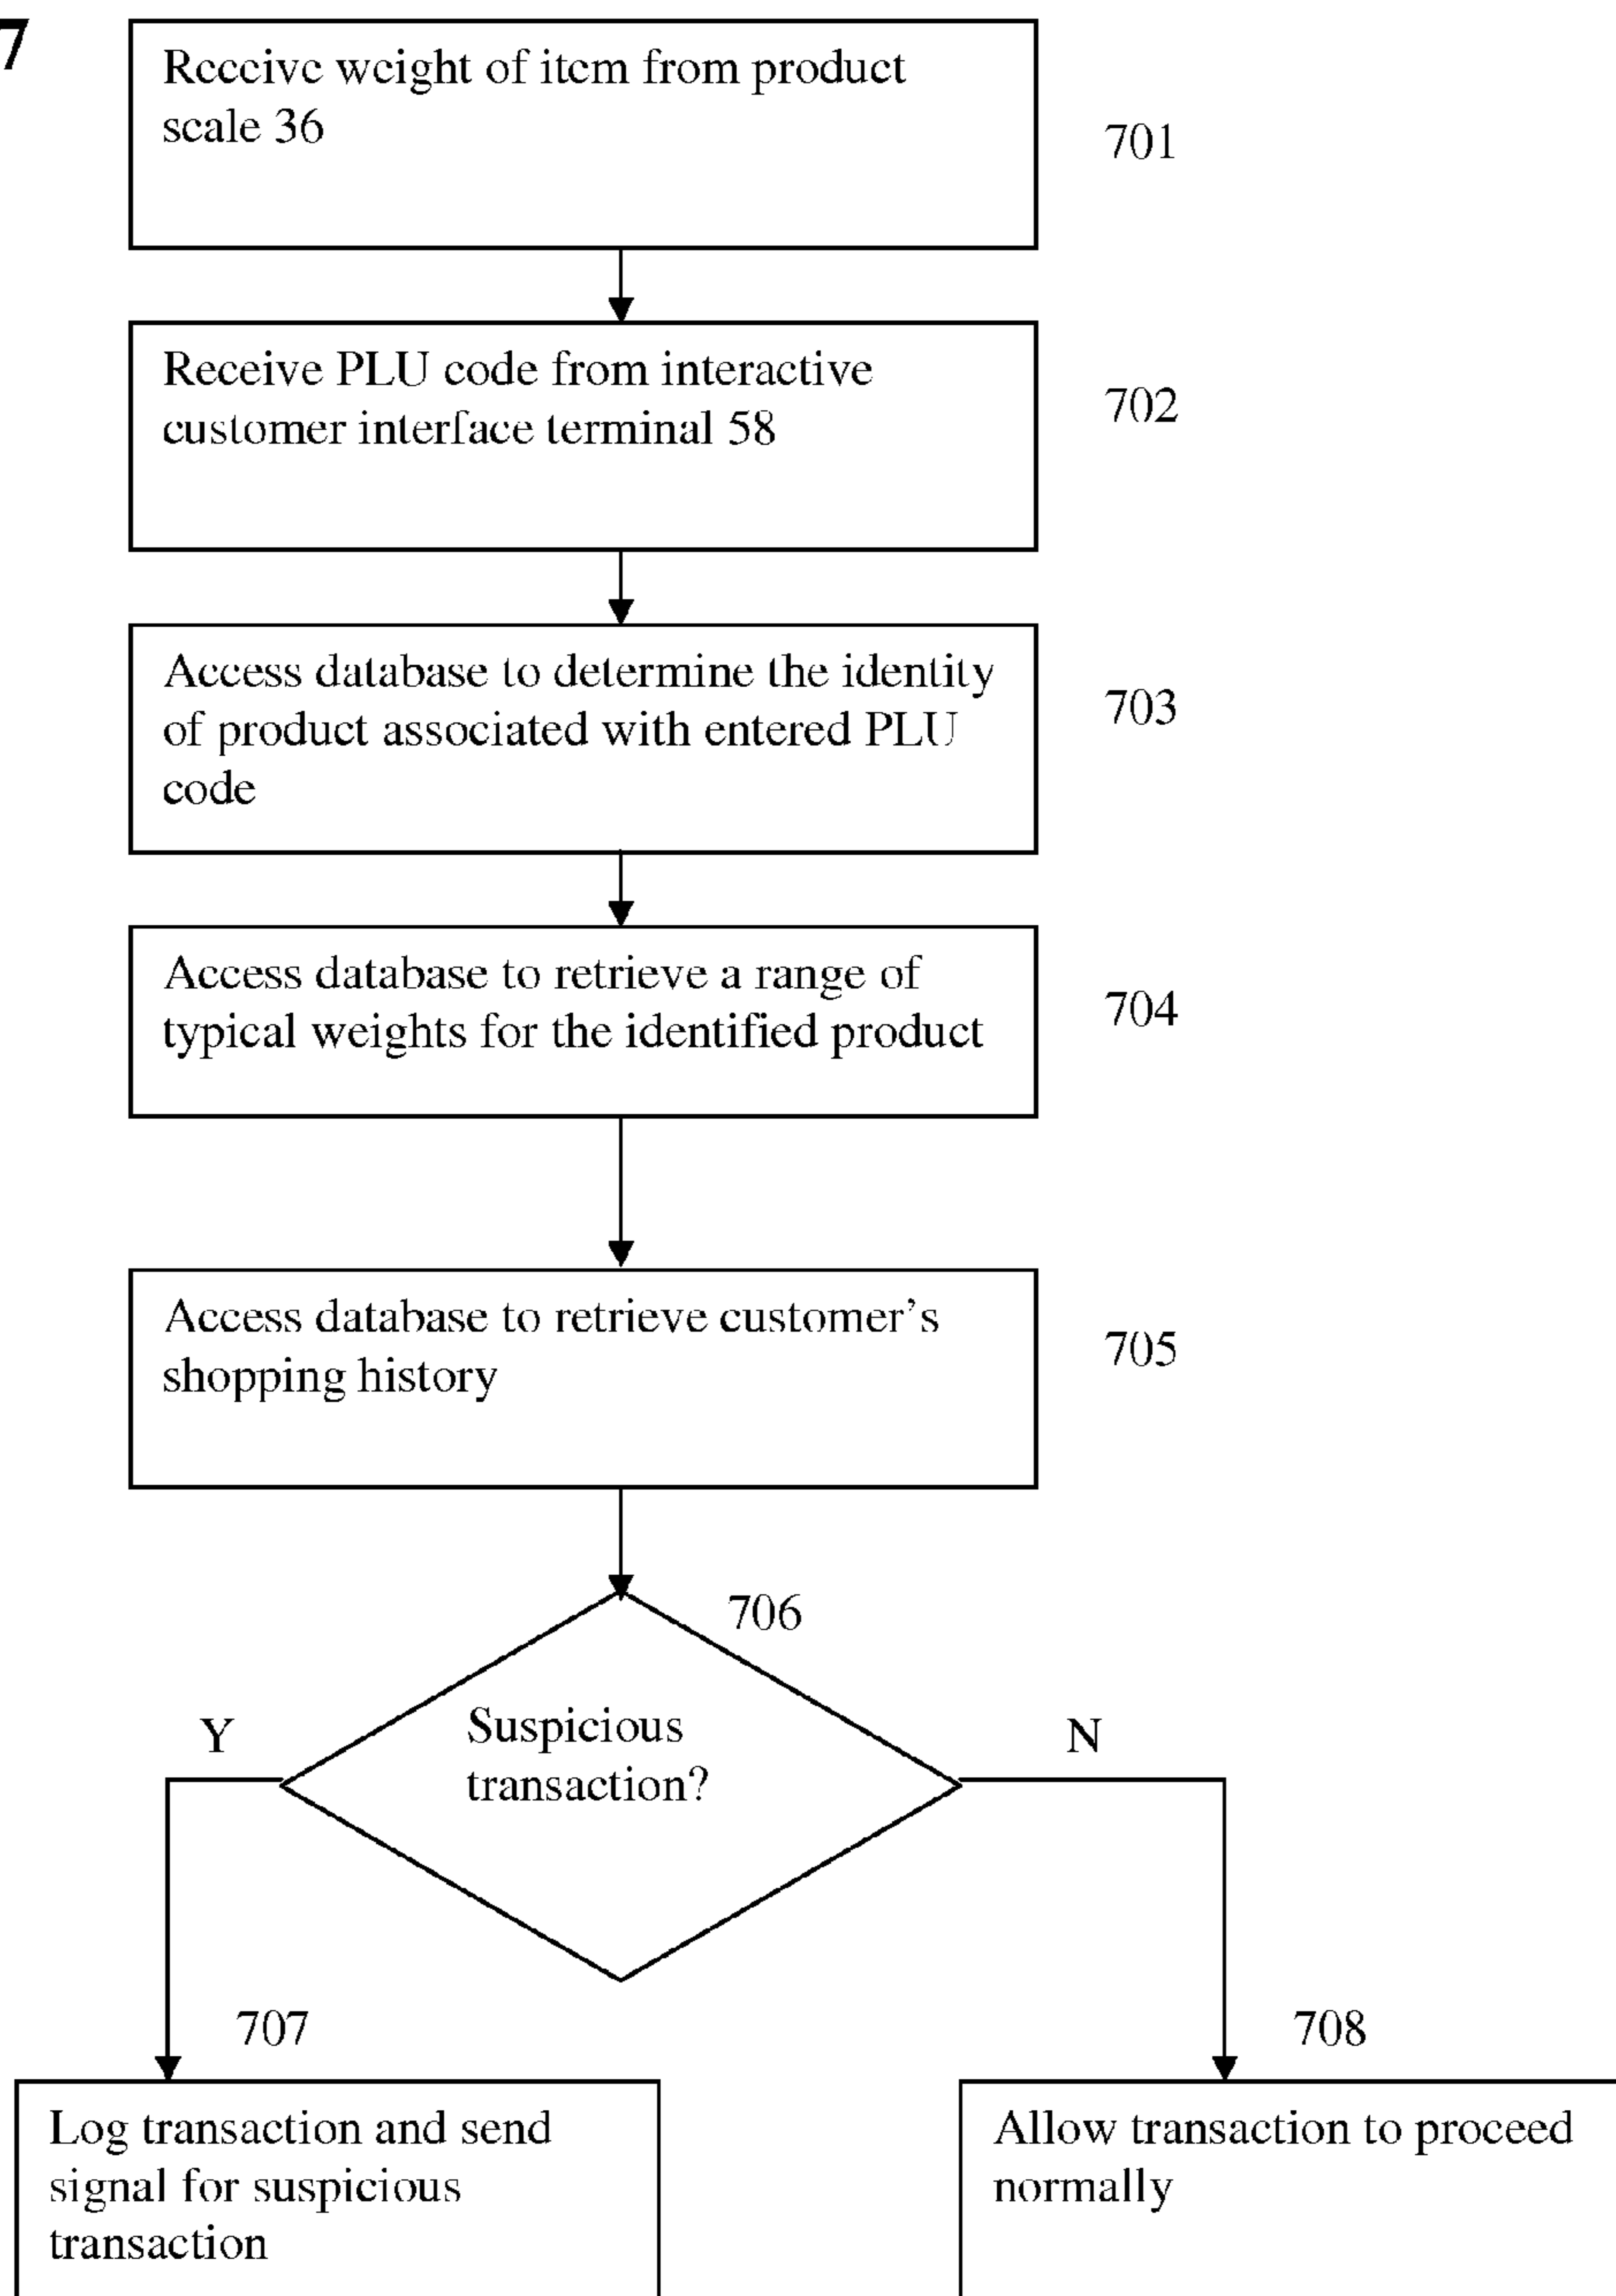 7
Receive weight of item from product
scale 36
701
Receive PLU code from interactive
customer interface terminal 58
702
Access database to determine the identity
of product associated with entered PLU
code
703
Access database to retrieve a range of
typical weights for the identified product
704
Access database to retrieve customer's
shopping history
705
706
Suspicious
transaction?
Y
N
707
708
Log transaction and send
signal for suspicious
transaction
Allow transaction to proceed
normally